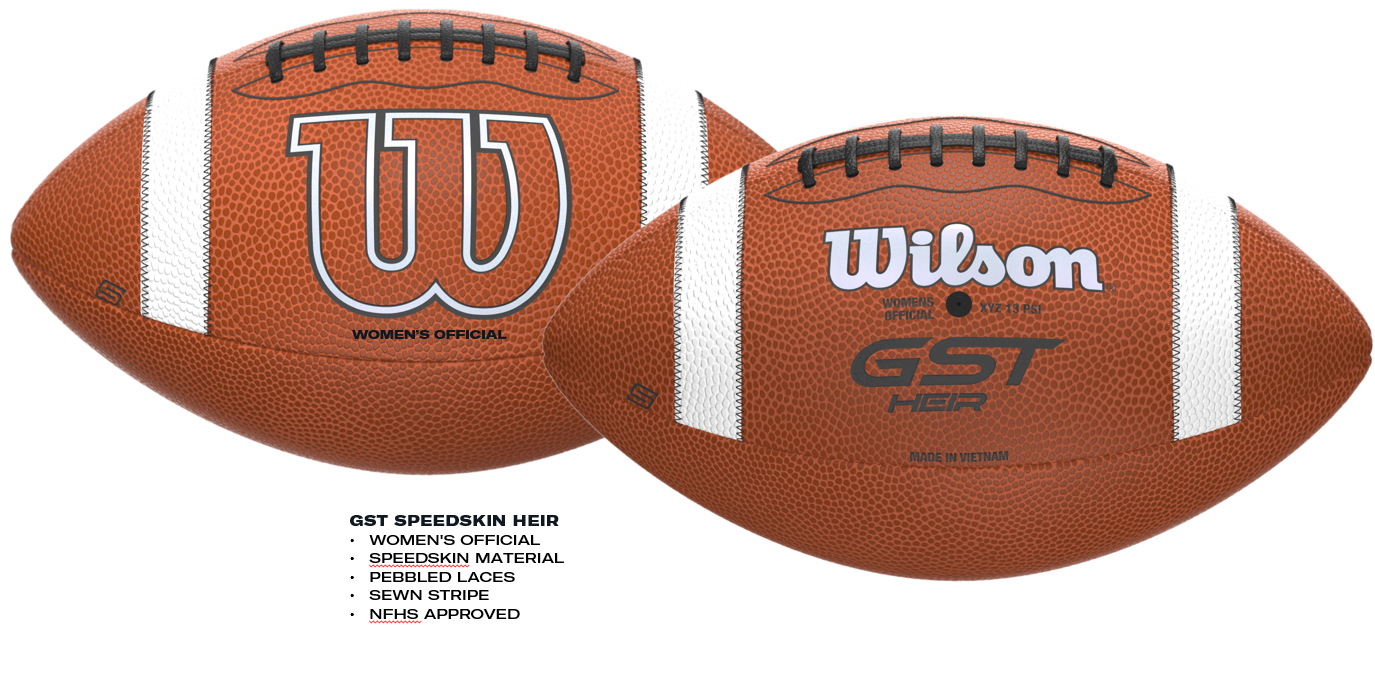 W
WOMEN'S OFFICIAL
Wilson
WOMENS
OFFICIAL
XYZ 13 PSI
GST
HEIR
MADE IN VIETNAM
GST SPEEDSKIN HEIR
• WOMEN'S OFFICIAL
• SPEEDSKIN MATERIAL
• PEBBLED LACES
• SEWN STRIPE
• NFHS APPROVED